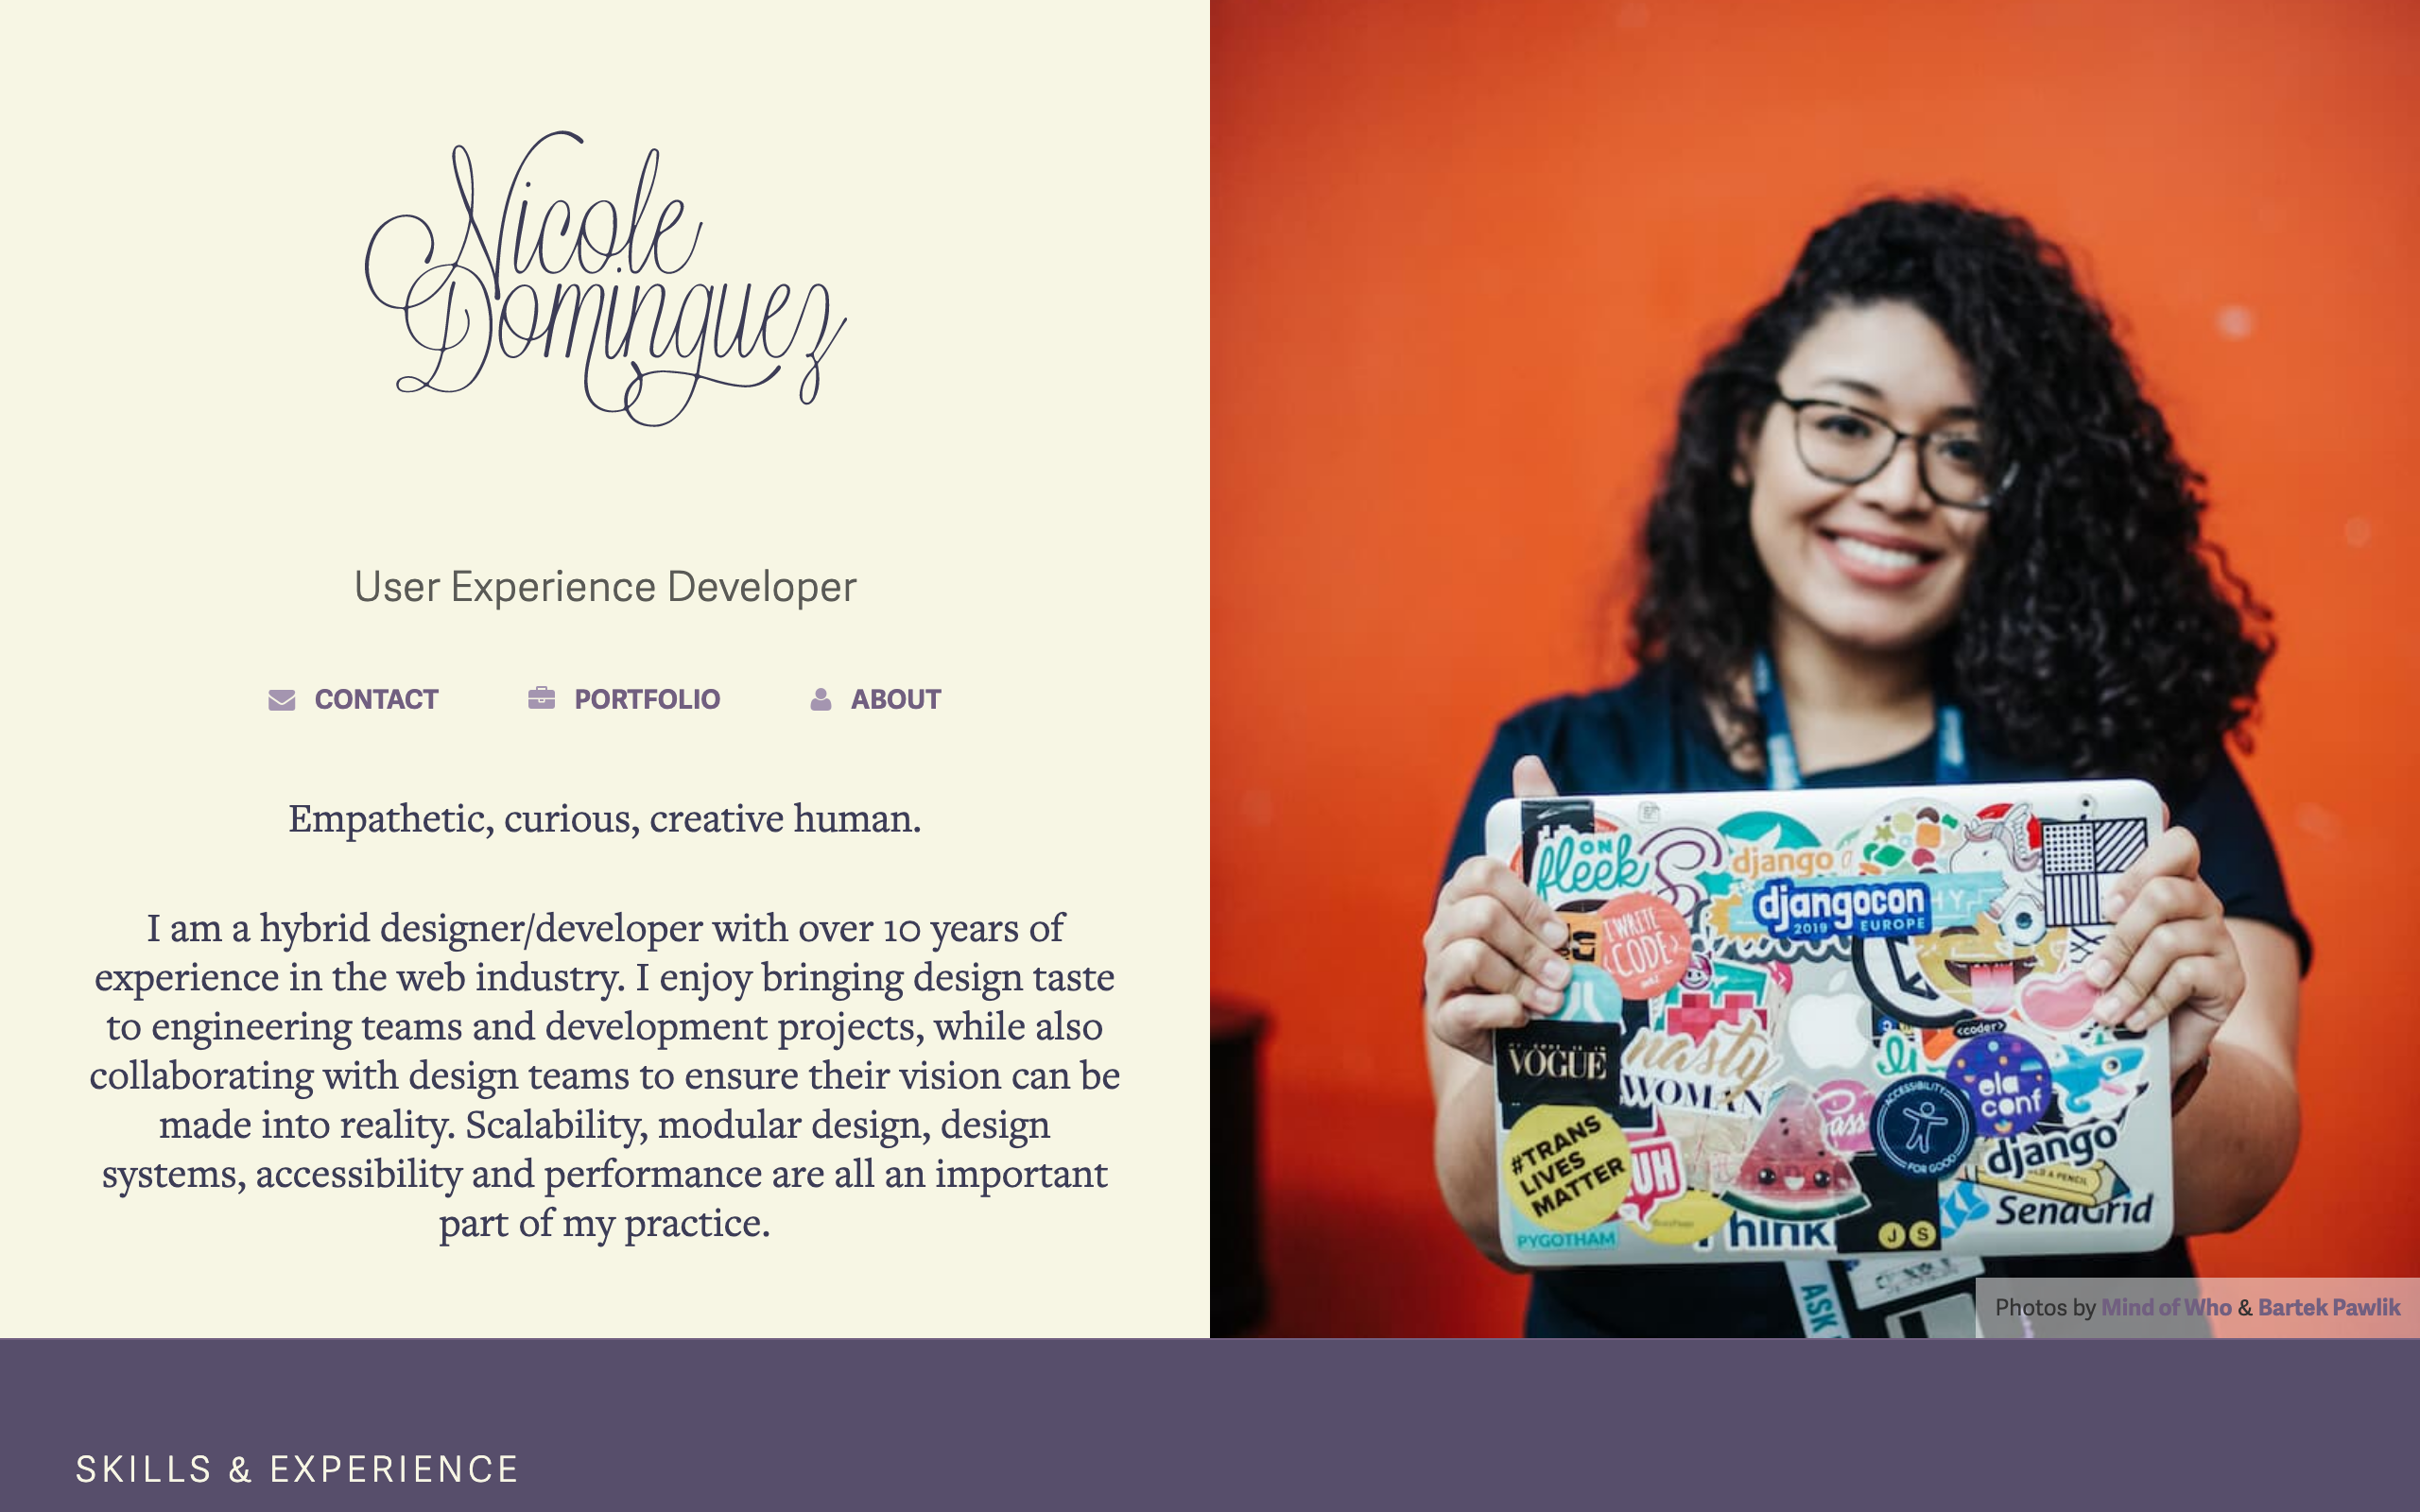 Nicole
Dominguez
User Experience Developer
CONTACT PORTFOLIO ABOUT
Empathetic, curious, creative human.
I am a hybrid designer/developer with over 10 years of
experience in the web industry. I enjoy bringing design taste
to engineering teams and development projects, while also
collaborating with design teams to ensure their vision can be
made into reality. Scalability, modular design, design
systems, accessibility and performance are all an important
part of my practice.
ON
fleek
django
djangocon
2019 EUROPE
I WRITE
CODE
<coder>
VOGUE
nasty
WOMAN
ela
conf
ACCESSIBILITY
FOR GOOD
#TRANS
LIVES
MATTER
UH
django
SendGrid
PYGOTHAM
J S
ASK
Photos by Mind of Who & Bartek Pawlik
SKILLS & EXPERIENCE